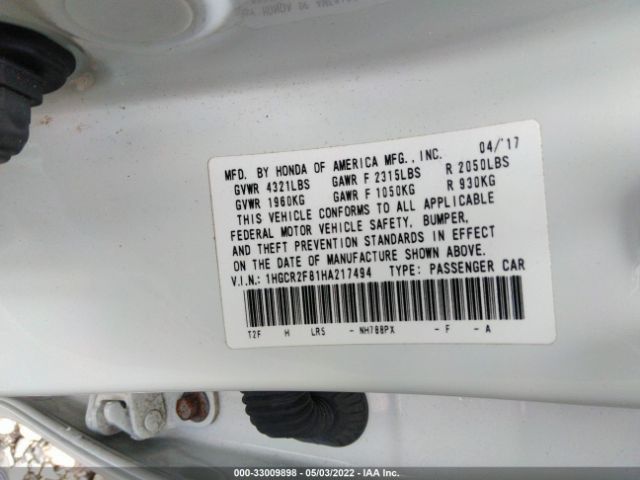 04/'17
MFD. BY HONDA OF AMERICA MFG., INC.
GVWR 4321LBS GAWR F 2315LBS R 2050LBS
GVWR 1960KG GAWR F 1050KG R 930KG
THIS VEHICLE CONFORMS TO ALL APPLICABLE
FEDERAL MOTOR VEHICLE SAFETY, BUMPER,
AND THEFT PREVENTION STANDARDS IN EFFECT
ON THE DATE OF MANUFACTURE SHOWN ABOVE.
V.I.N.: 1HGCR2F81HA217494 TYPE: PASSENGER CAR
T2F H LRS - NH788PX - F - A
000-33009898 - 05/03/2022 - IAA Inc.